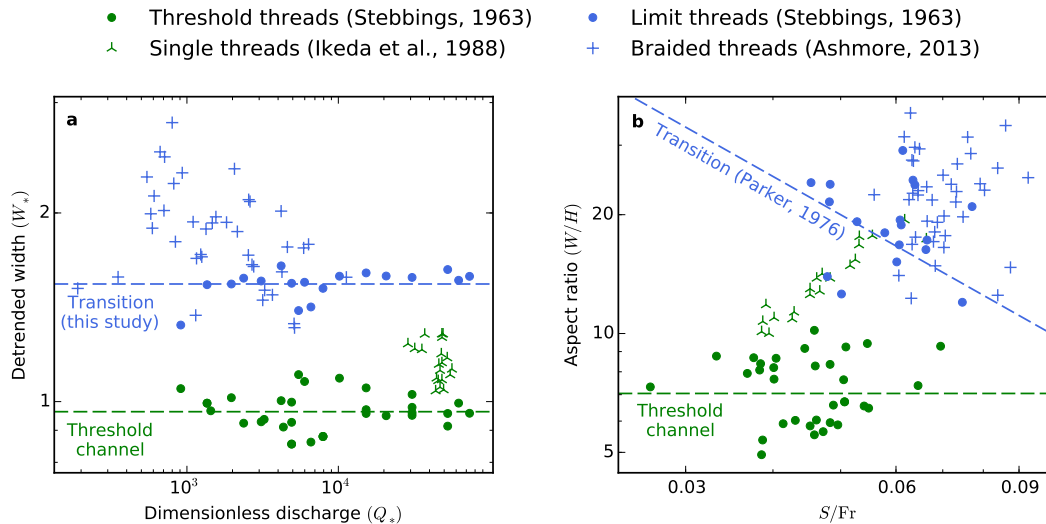 Threshold threads (Stebbings, 1963)
Limit threads (Stebbings, 1963)
Single threads (Ikeda et al., 1988)
Braided threads (Ashmore, 2013)
a
2
1
Detrended width (W*)
Transition
(this study)
Threshold
channel
10³
10⁴
Dimensionless discharge (Q*)
b
20
10
5
Aspect ratio (W/H)
Transition (Parker, 1976)
Threshold
channel
0.03
0.06
0.09
S/Fr